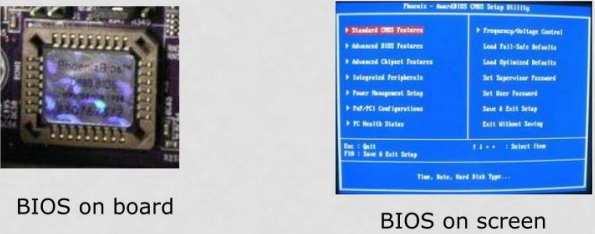 PhoenixBios
BIOS
Phoenix - AwardBIOS CMOS Setup Utility
Standard CMOS Features
Advanced BIOS Features
Advanced Chipset Features
Integrated Peripherals
Power Management Setup
PnP/PCI Configurations
PC Health Status
Frequency/Voltage Control
Load Fail-Safe Defaults
Load Optimized Defaults
Set Supervisor Password
Set User Password
Save & Exit Setup
Exit Without Saving
Esc : Quit
F10 : Save & Exit Setup
: Select Item
Time, Date, Hard Disk Type...
BIOS on board
BIOS on screen